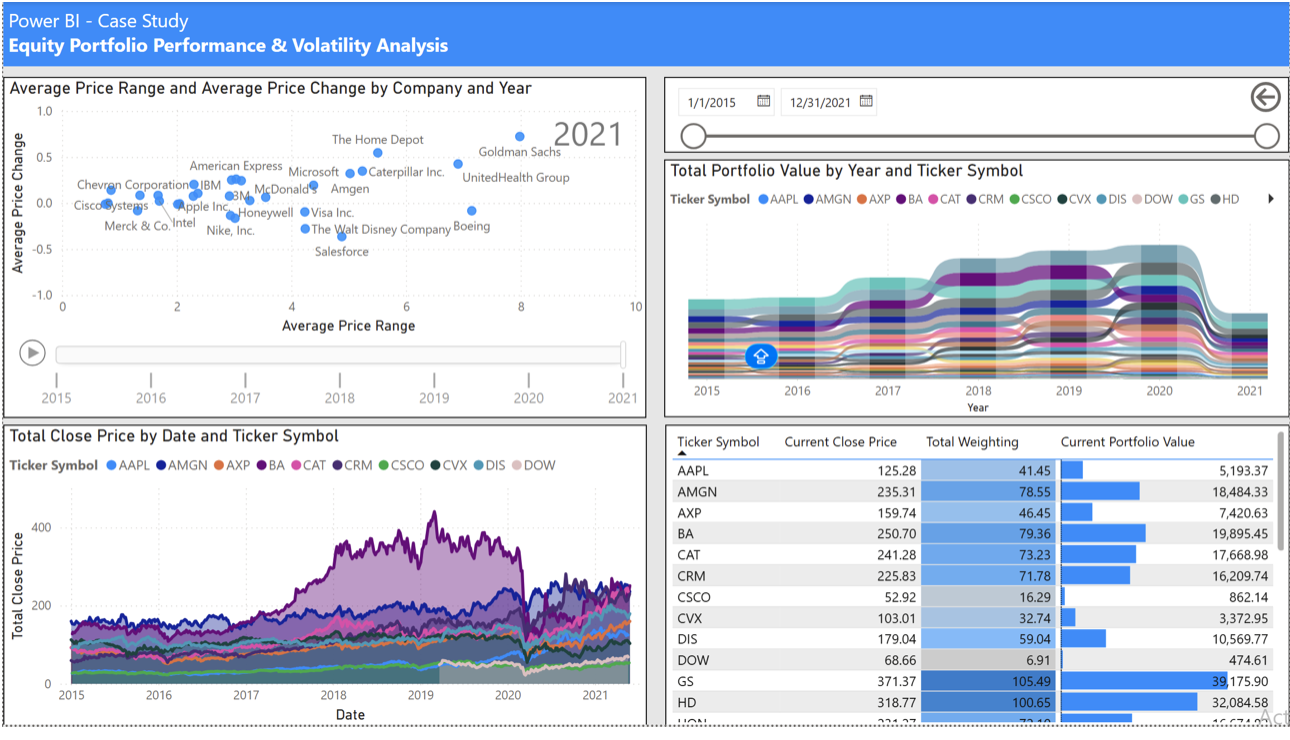 Power BI - Case Study
Equity Portfolio Performance & Volatility Analysis
Average Price Range and Average Price Change by Company and Year
Average Price Change
1.0
0.5
0.0
-0.5
-1.0
2021
The Home Depot
Goldman Sachs
American Express
Microsoft
Caterpillar Inc.
UnitedHealth Group
Chevron Corporation
IBM
McDonald's
Amgen
3M
Cisco Systems
Apple Inc.
Honeywell
Visa Inc.
Merck & Co.
Intel
Nike, Inc.
The Walt Disney Company
Boeing
Salesforce
0 2 4 6 8 10
Average Price Range
2015 2016 2017 2018 2019 2020 2021
1/1/2015 12/31/2021
Total Portfolio Value by Year and Ticker Symbol
Ticker Symbol AAPL AMGN AXP BA CAT CRM CSCO CVX DIS DOW GS HD
2015 2016 2017 2018 2019 2020 2021
Year
Total Close Price by Date and Ticker Symbol
Ticker Symbol AAPL AMGN AXP BA CAT CRM CSCO CVX DIS DOW
Total Close Price
400
200
0
2015 2016 2017 2018 2019 2020 2021
Date
Ticker Symbol Current Close Price Total Weighting Current Portfolio Value
AAPL 125.28 41.45 5,193.37
AMGN 235.31 78.55 18,484.33
AXP 159.74 46.45 7,420.63
BA 250.70 79.36 19,895.45
CAT 241.28 73.23 17,668.98
CRM 225.83 71.78 16,209.74
CSCO 52.92 16.29 862.14
CVX 103.01 32.74 3,372.95
DIS 179.04 59.04 10,569.77
DOW 68.66 6.91 474.61
GS 371.37 105.49 39,175.90
HD 318.77 100.65 32,084.58